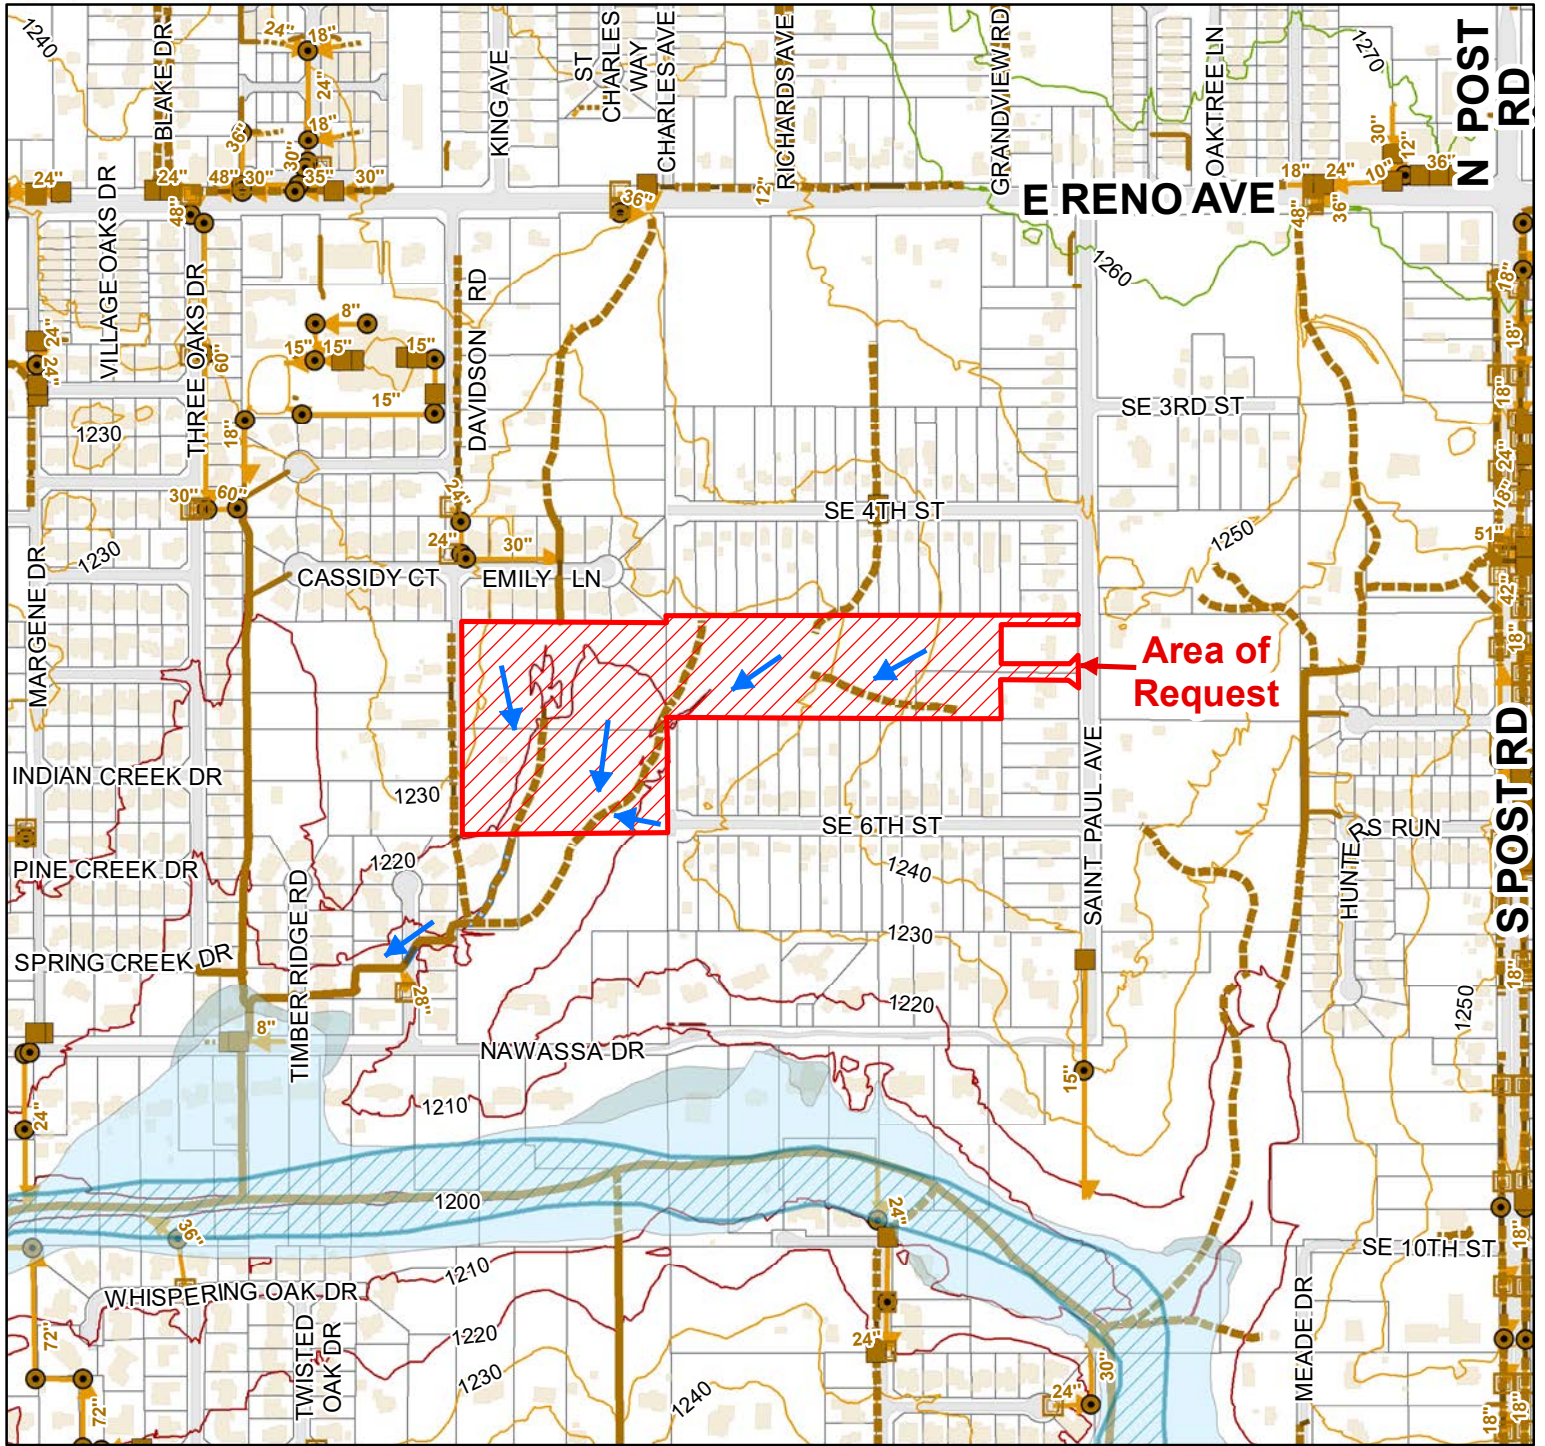 1240
BLAKE DR
24"
18"
24"
KING AVE
ST
CHARLES
WAY
CHARLES AVE
RICHARDS AVE
GRANDVIEW RD
OAKTREE LN
1270
N POST
RD
36"
18"
30"
30"
12"
24"
24"
48"
30"
35"
30"
36"
12"
E RENO AVE
18"
24"
10"
36"
48"
48"
36"
VILLAGE OAKS DR
THREE OAKS DR
60"
DAVIDSON RD
1260
18"
8"
24"
24"
15"
15"
15"
15"
18"
18"
SE 3RD ST
1230
18"
24"
30"
60"
24"
SE 4TH ST
18"
1250
51"
24"
30"
1230
CASSIDY CT
EMILY LN
42"
MARGENE DR
18"
Area of
Request
INDIAN CREEK DR
1230
SE 6TH ST
SAINT PAUL AVE
HUNTERS RUN
S POST RD
PINE CREEK DR
1220
1240
TIMBER RIDGE RD
1230
SPRING CREEK DR
28"
1220
1250
18"
8"
NAWASSA DR
15"
24"
1210
1200
36"
24"
SE 10TH ST
18"
1210
WHISPERING OAK DR
MEADE DR
72"
TWISTED
OAK DR
1220
24"
1230
1240
24"
30"
72"
18"
18"